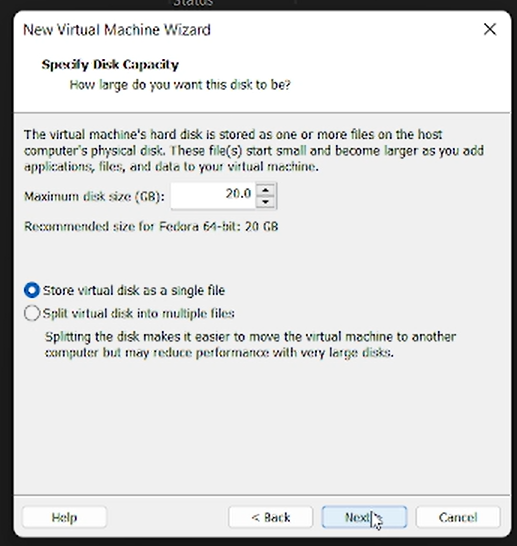 Status
New Virtual Machine Wizard
Specify Disk Capacity
How large do you want this disk to be?
The virtual machine's hard disk is stored as one or more files on the host
computer's physical disk. These file(s) start small and become larger as you add
applications, files, and data to your virtual machine.
Maximum disk size (GB): 20.0
Recommended size for Fedora 64-bit: 20 GB
Store virtual disk as a single file
Split virtual disk into multiple files
Splitting the disk makes it easier to move the virtual machine to another
computer but may reduce performance with very large disks.
Help < Back Next > Cancel